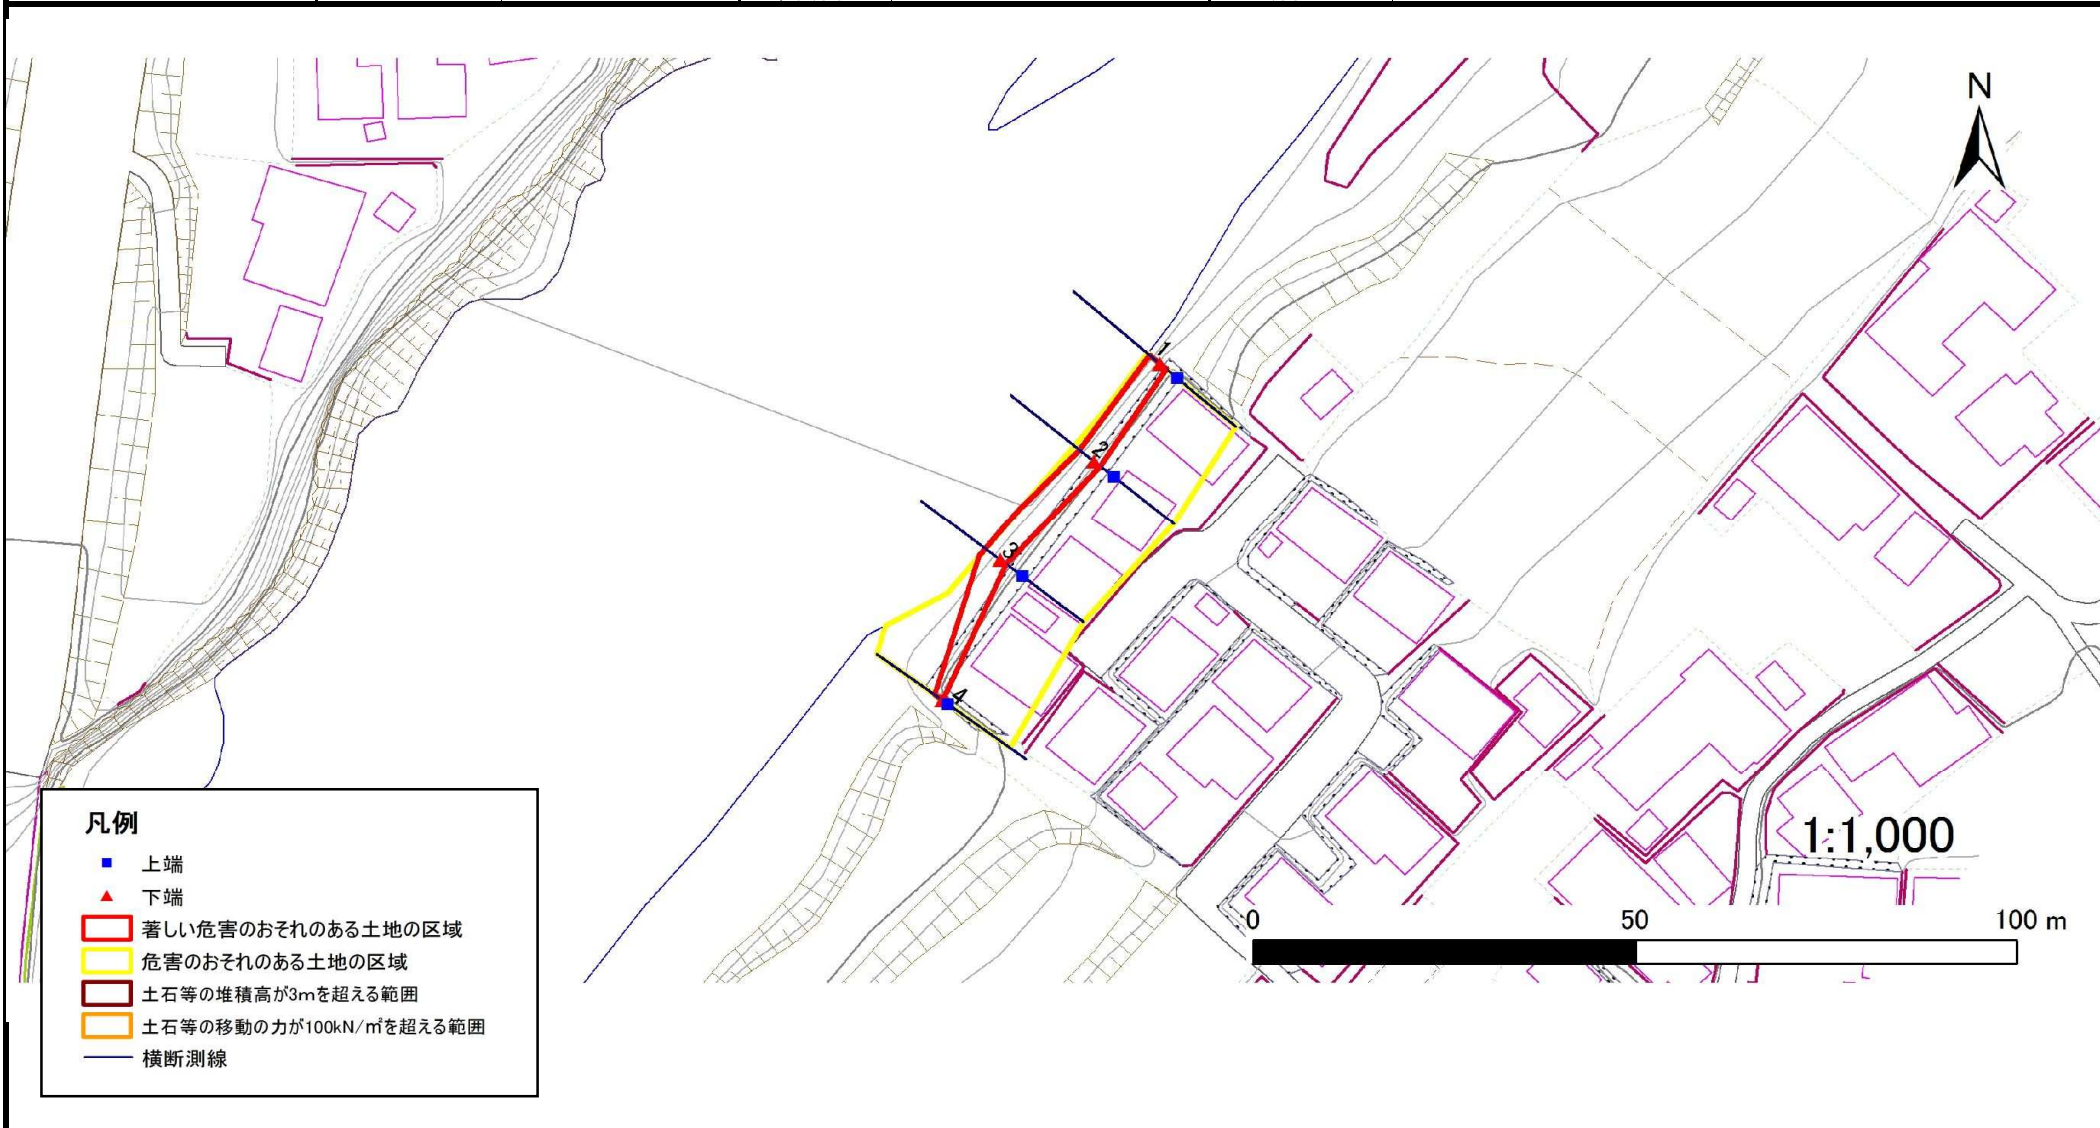 N
1
2
3
4
1:1,000
0 50 100 m
凡例
上端
下端
著しい危害のおそれのある土地の区域
危害のおそれのある土地の区域
土石等の堆積高が3mを超える範囲
土石等の移動の力が100kN/㎡を超える範囲
横断測線